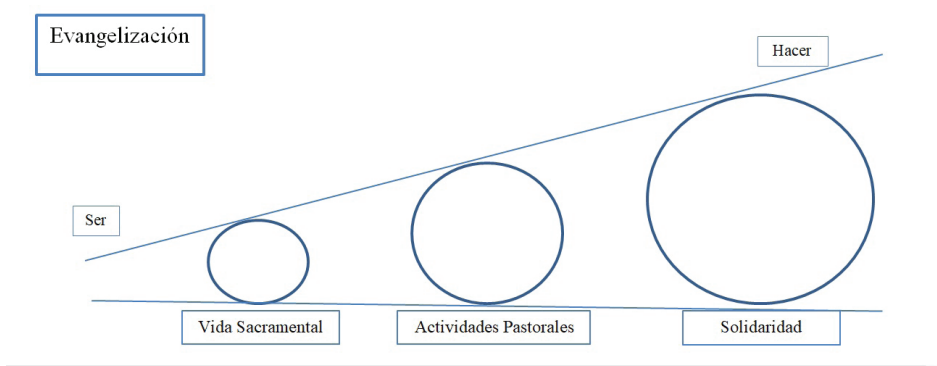 Evangelización
Hacer
Ser
Vida Sacramental
Actividades Pastorales
Solidaridad